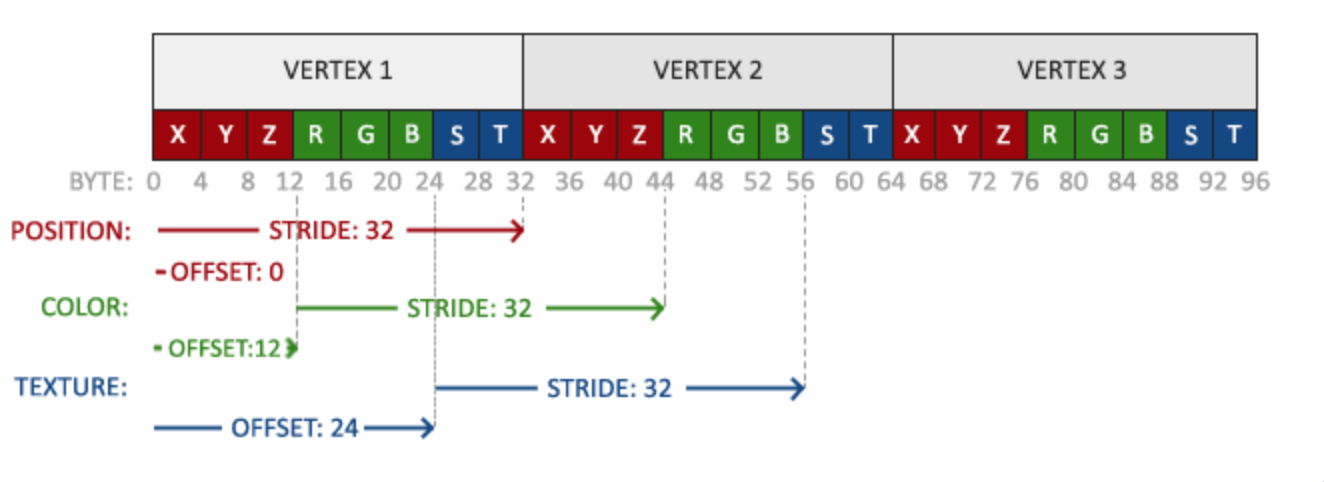 VERTEX 1 VERTEX 2 VERTEX 3
X Y Z R G B S T X Y Z R G B S T X Y Z R G B S T
BYTE: 0 4 8 12 16 20 24 28 32 36 40 44 48 52 56 60 64 68 72 76 80 84 88 92 96
POSITION: STRIDE: 32
OFFSET: 0
COLOR: STRIDE: 32
OFFSET:12
TEXTURE: STRIDE: 32
OFFSET: 24